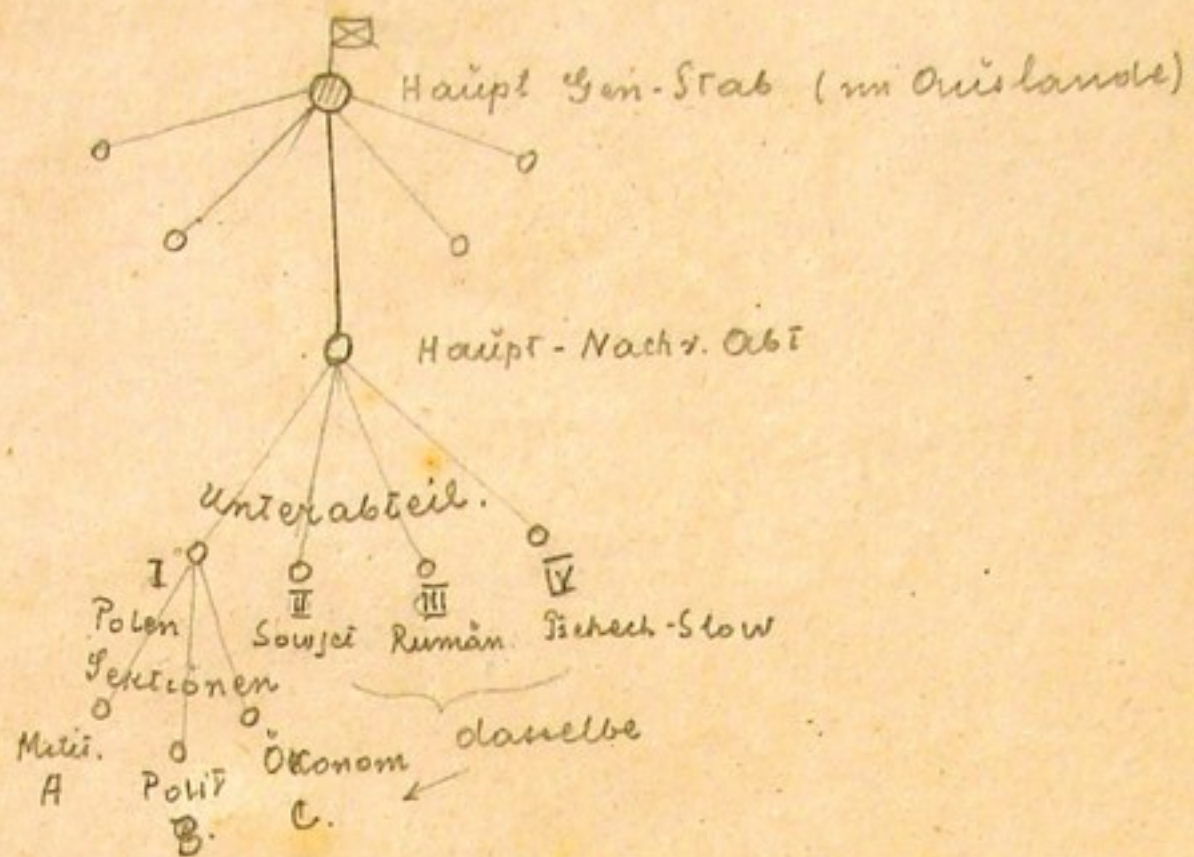 Haupt Gen-Stab (im Auslande)
Haupt-Nachr. Abt
Unterabteil.
I II III IV
Polen Sowjet Rumän. Tschech-Slow
Sektionen
dasselbe
Milit. Polit Ökonom
A B. C.